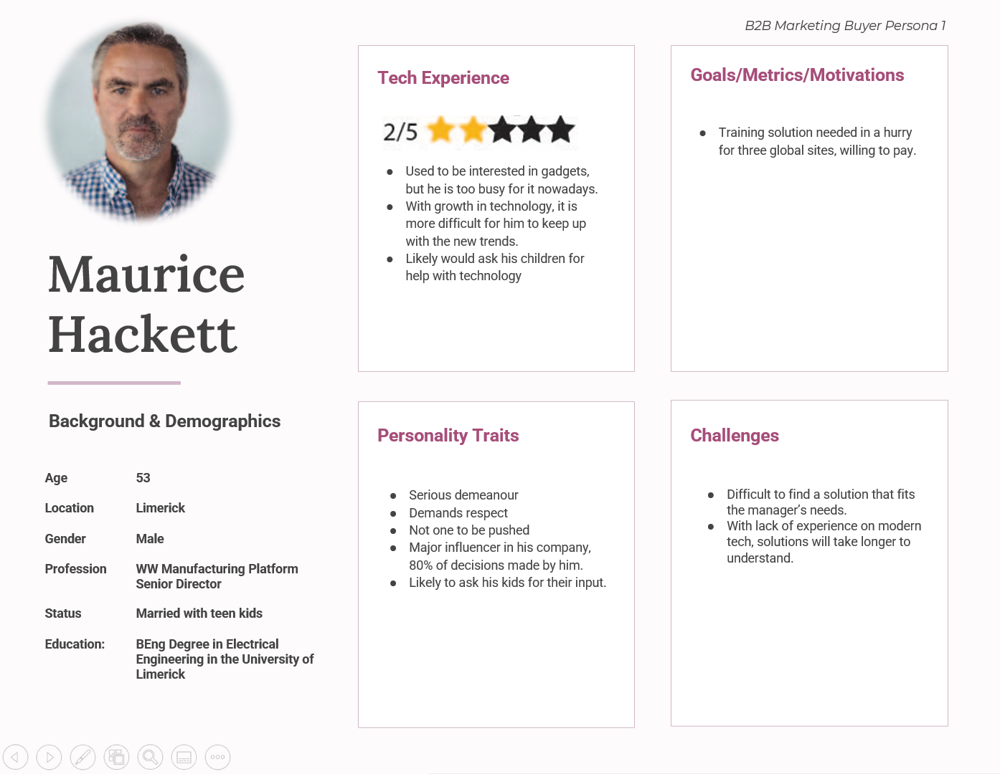 B2B Marketing Buyer Persona 1
Maurice
Hackett
Background & Demographics
Age 53
Location Limerick
Gender Male
Profession WW Manufacturing Platform
Senior Director
Status Married with teen kids
Education: BEng Degree in Electrical
Engineering in the University of
Limerick
Tech Experience
2/5
● Used to be interested in gadgets,
but he is too busy for it nowadays.
● With growth in technology, it is
more difficult for him to keep up
with the new trends.
● Likely would ask his children for
help with technology
Goals/Metrics/Motivations
● Training solution needed in a hurry
for three global sites, willing to pay.
Personality Traits
● Serious demeanour
● Demands respect
● Not one to be pushed
● Major influencer in his company,
80% of decisions made by him.
● Likely to ask his kids for their input.
Challenges
● Difficult to find a solution that fits
the manager’s needs.
● With lack of experience on modern
tech, solutions will take longer to
understand.